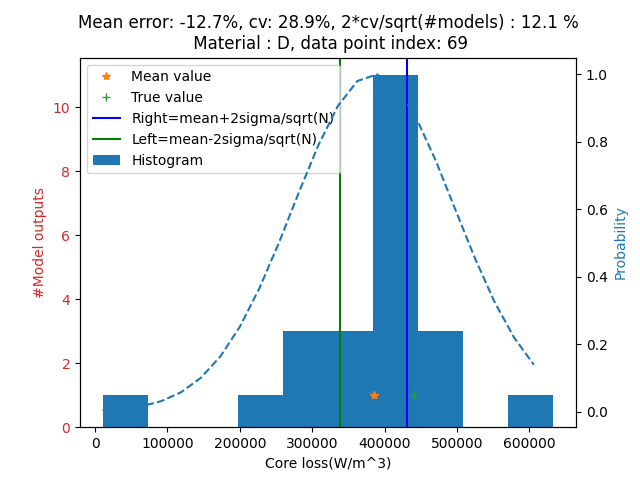 Mean error: -12.7%, cv: 28.9%, 2*cv/sqrt(#models) : 12.1 %
Material : D, data point index: 69
Mean value
True value
Right=mean+2sigma/sqrt(N)
Left=mean-2sigma/sqrt(N)
Histogram
#Model outputs
0
2
4
6
8
10
Probability
0.0
0.2
0.4
0.6
0.8
1.0
0
100000
200000
300000
400000
500000
600000
Core loss(W/m^3)